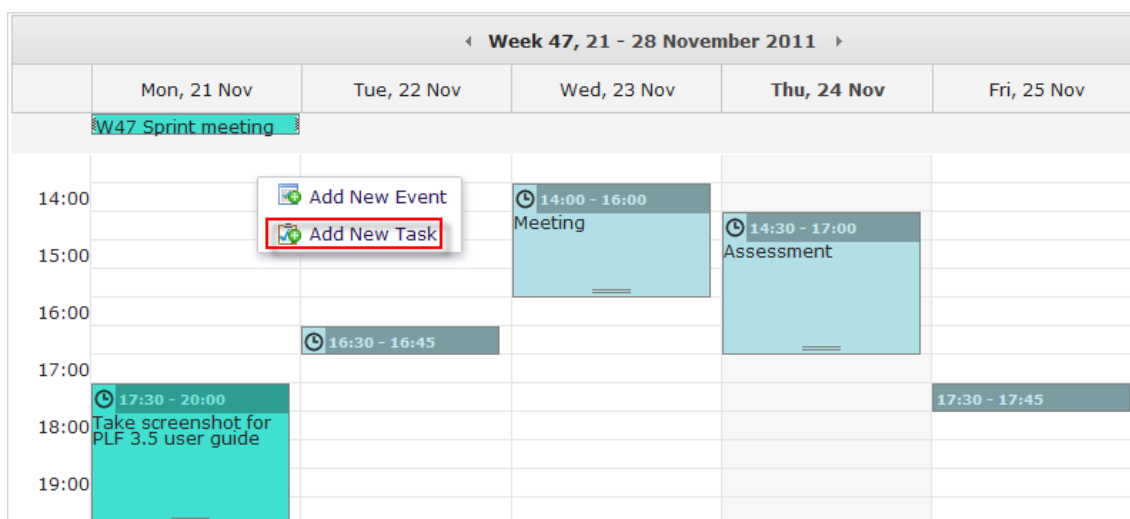 Week 47, 21 - 28 November 2011
Mon, 21 Nov
Tue, 22 Nov
Wed, 23 Nov
Thu, 24 Nov
Fri, 25 Nov
W47 Sprint meeting
14:00
Add New Event
14:00 - 16:00
Add New Task
Meeting
14:30 - 17:00
15:00
Assessment
16:00
16:30 - 16:45
17:00
17:30 - 20:00
17:30 - 17:45
18:00
Take screenshot for
PLF 3.5 user guide
19:00